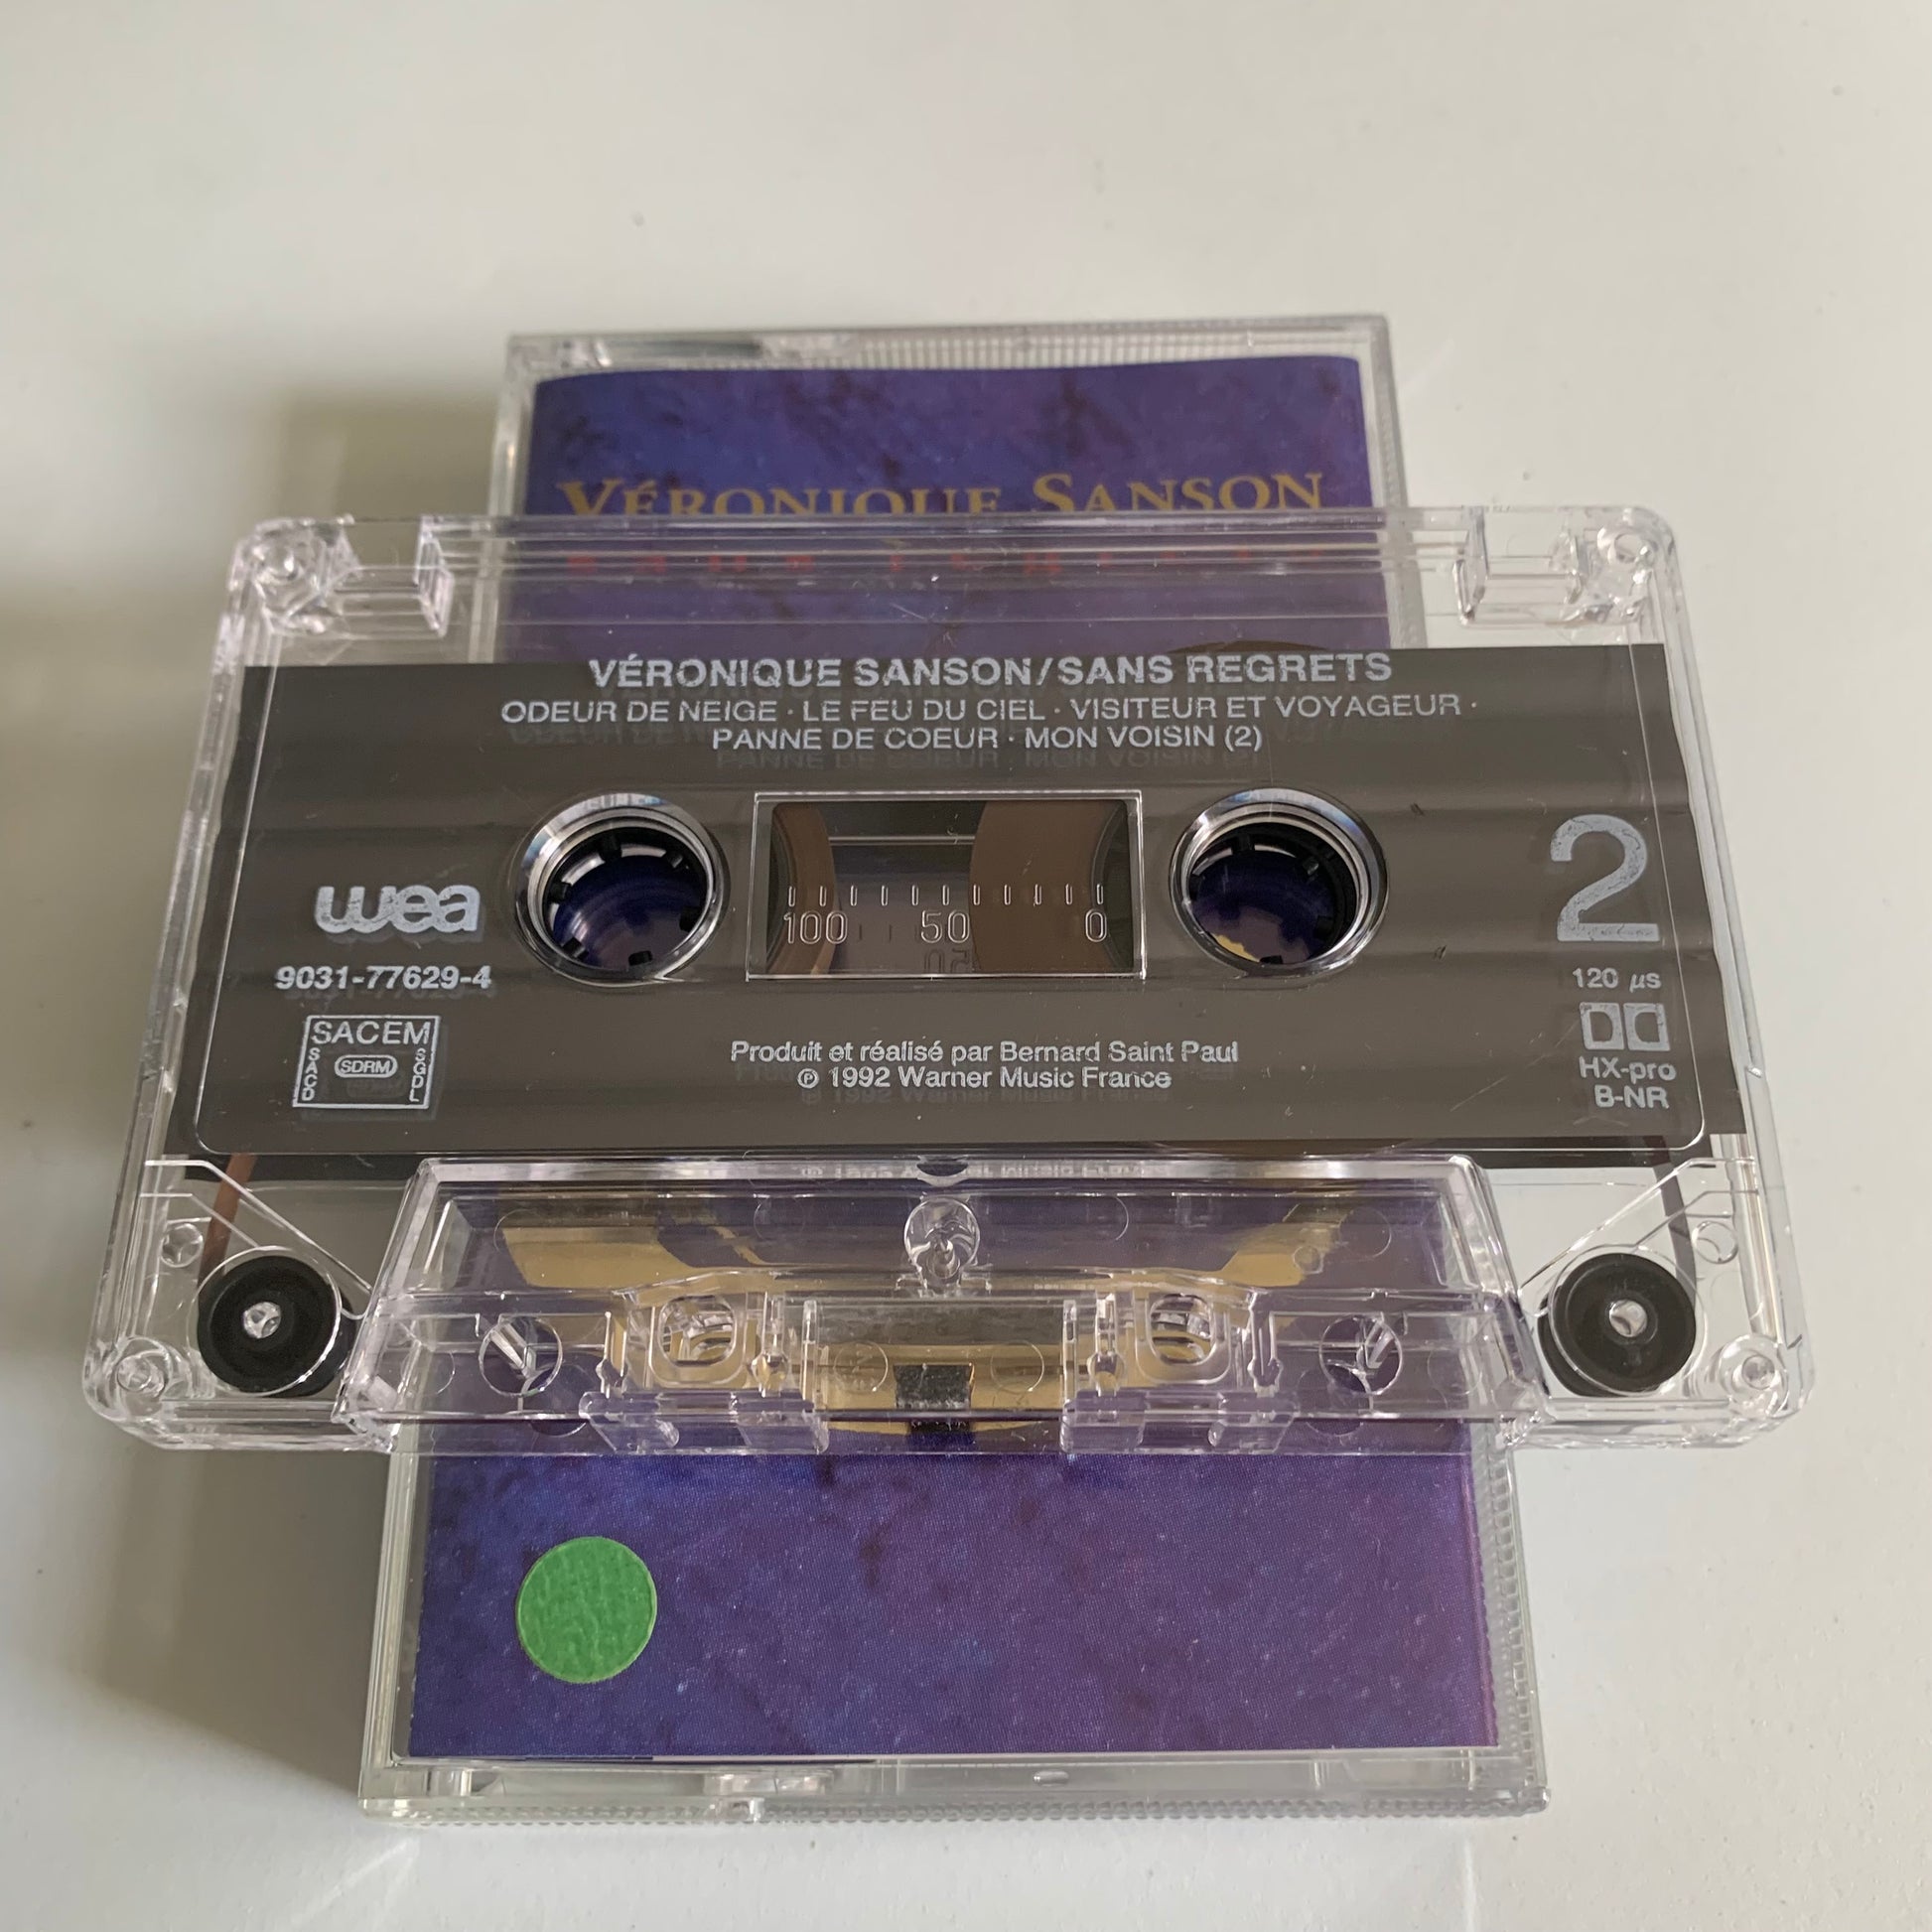 VÉRONIQUE SANSON
VÉRONIQUE SANSON/SANS REGRETS
ODEUR DE NEIGE · LE FEU DU CIEL · VISITEUR ET VOYAGEUR ·
PANNE DE COEUR · MON VOISIN (2)
wea
9031-77629-4
SACEM
SACD
SDRM
SGDL
100 50 0
2
120 µs
HX-pro
B-NR
Produit et réalisé par Bernard Saint Paul
℗ 1992 Warner Music France